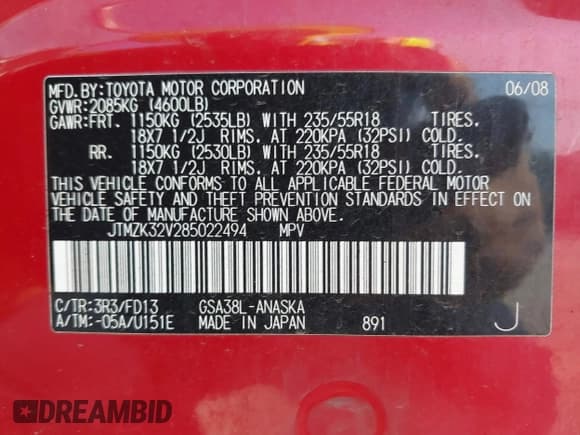 MFD.BY:TOYOTA MOTOR CORPORATION 06/08
GVWR:2085KG (4600LB)
GAWR:FRT. 1150KG (2535LB) WITH 235/55R18 TIRES.
18X7 1/2J RIMS. AT 220KPA (32PSI) COLD.
RR. 1150KG (2530LB) WITH 235/55R18 TIRES.
18X7 1/2J RIMS. AT 220KPA (32PSI) COLD.
THIS VEHICLE CONFORMS TO ALL APPLICABLE FEDERAL MOTOR
VEHICLE SAFETY AND THEFT PREVENTION STANDARDS IN EFFECT ON
THE DATE OF MANUFACTURE SHOWN ABOVE.
JTMZK32V285022494 MPV
C/TR:3R3/FD13 GSA38L-ANASKA
A/TM:-05A/U151E MADE IN JAPAN 891 J
DREAMBID